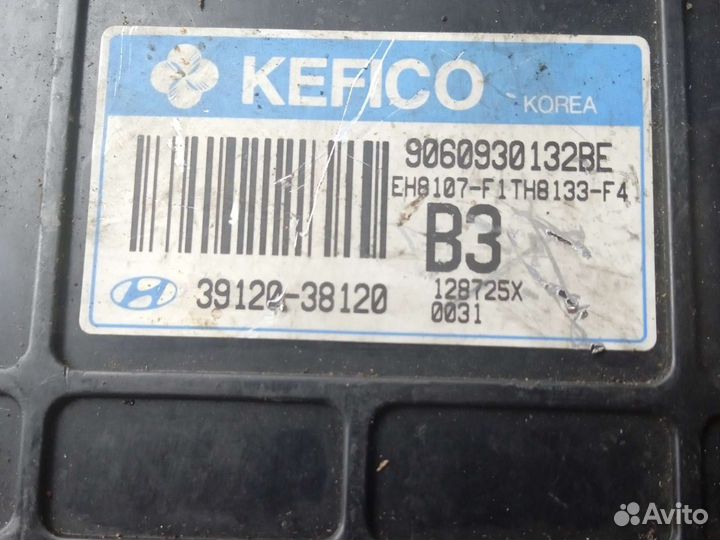 KEFICO
KOREA
9060930132BE
EH8107-F1TH8133-F4
B3
39120-38120
128725X
0031
Avito